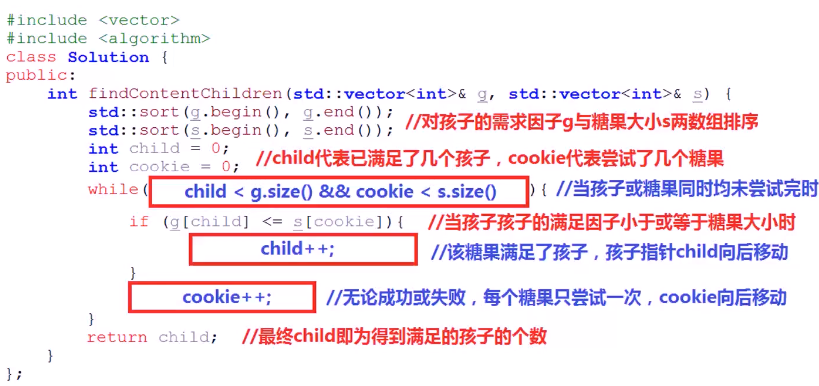 #include <vector>
#include <algorithm>
class Solution {
public:
    int findContentChildren(std::vector<int>& g, std::vector<int>& s) {
        std::sort(g.begin(), g.end());
        std::sort(s.begin(), s.end()); //对孩子的需求因子g与糖果大小s两数组排序
        int child = 0;
        int cookie = 0; //child代表已满足了几个孩子，cookie代表尝试了几个糖果
        while( child < g.size() && cookie < s.size() ){ //当孩子或糖果同时均未尝试完时
            if (g[child] <= s[cookie]){ //当孩子孩子的满足因子小于或等于糖果大小时
                child++; //该糖果满足了孩子，孩子指针child向后移动
            }
            cookie++; //无论成功或失败，每个糖果只尝试一次，cookie向后移动
        }
        return child; //最终child即为得到满足的孩子的个数
    }
};